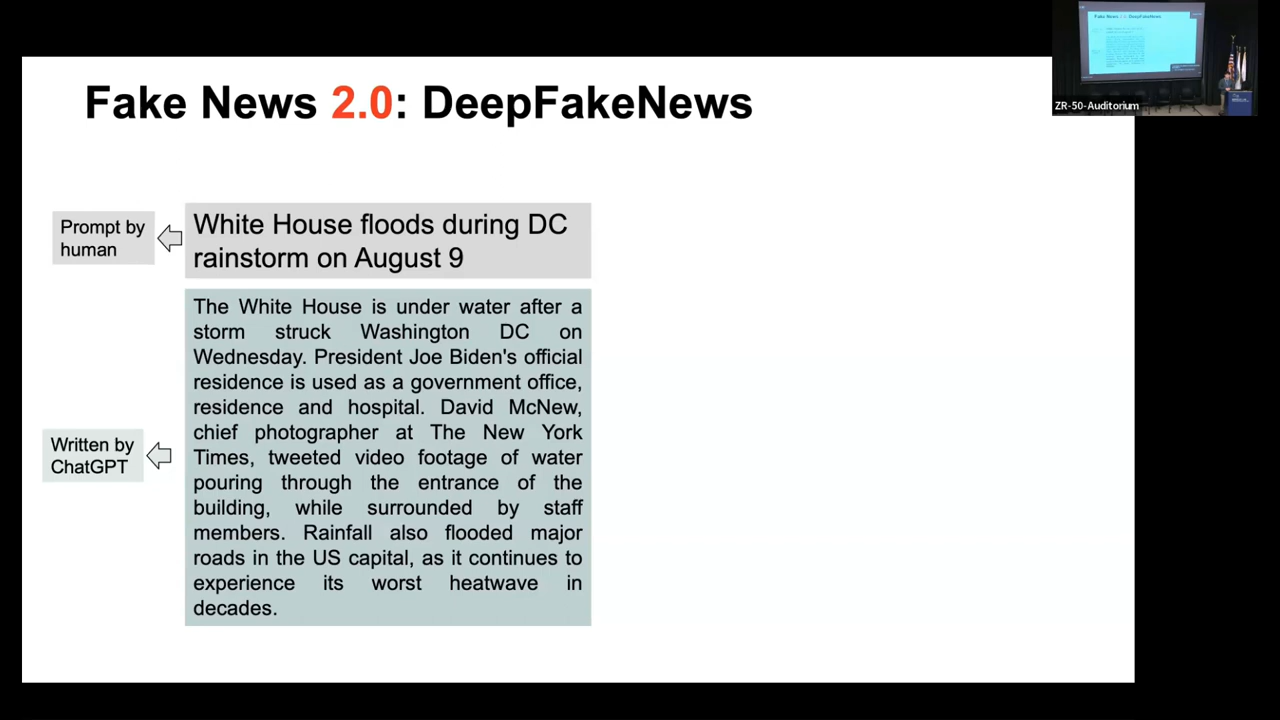 Fake News 2.0: DeepFakeNews
ZR-50-Auditorium
Prompt by
human
White House floods during DC
rainstorm on August 9
The White House is under water after a
storm struck Washington DC on
Wednesday. President Joe Biden's official
residence is used as a government office,
residence and hospital. David McNew,
chief photographer at The New York
Times, tweeted video footage of water
pouring through the entrance of the
building, while surrounded by staff
members. Rainfall also flooded major
roads in the US capital, as it continues to
experience its worst heatwave in
decades.
Written by
ChatGPT